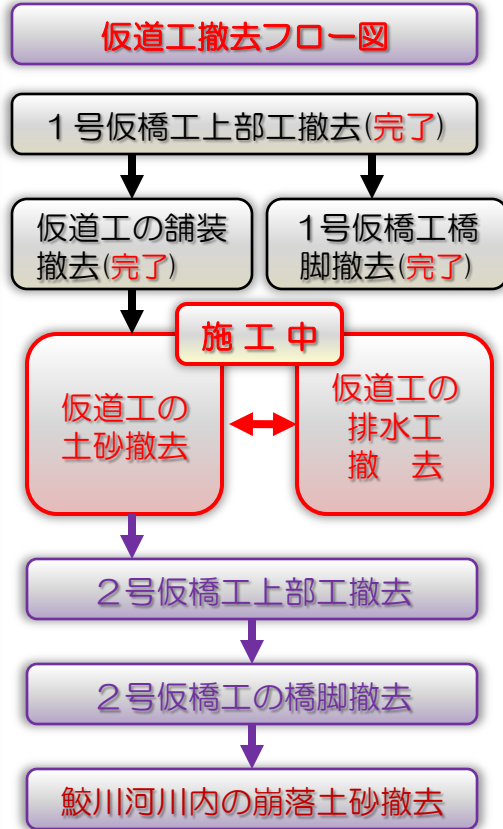 仮道工撤去フロー図
1号仮橋工上部工撤去(完了)
仮道工の舗装
撤去(完了)
1号仮橋工橋
脚撤去(完了)
施工中
仮道工の
土砂撤去
仮道工の
排水工
撤　去
2号仮橋工上部工撤去
2号仮橋工の橋脚撤去
鮫川河川内の崩落土砂撤去